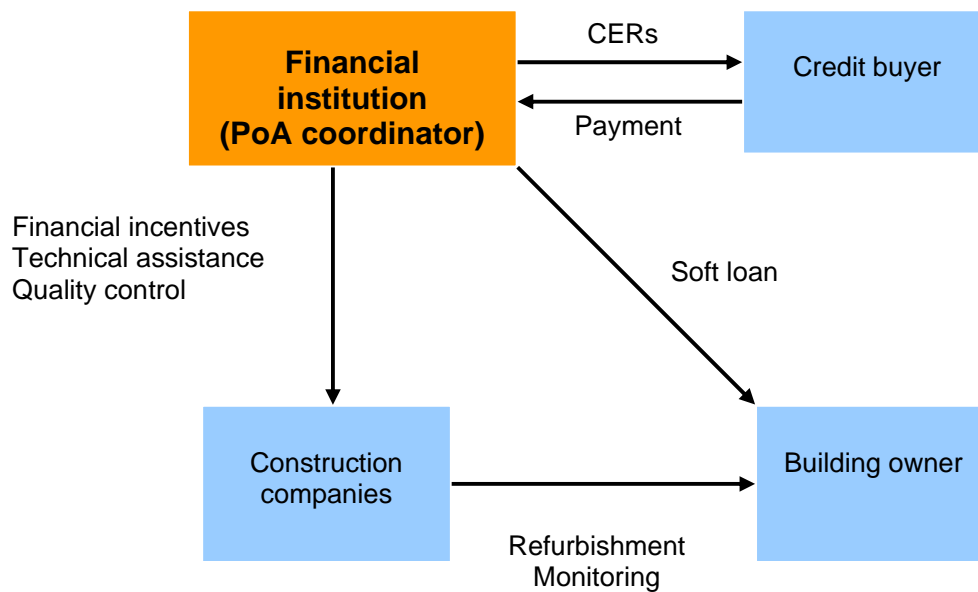 Financial
institution
(PoA coordinator)
CERs
Payment
Credit buyer
Financial incentives
Technical assistance
Quality control
Soft loan
Construction
companies
Building owner
Refurbishment
Monitoring